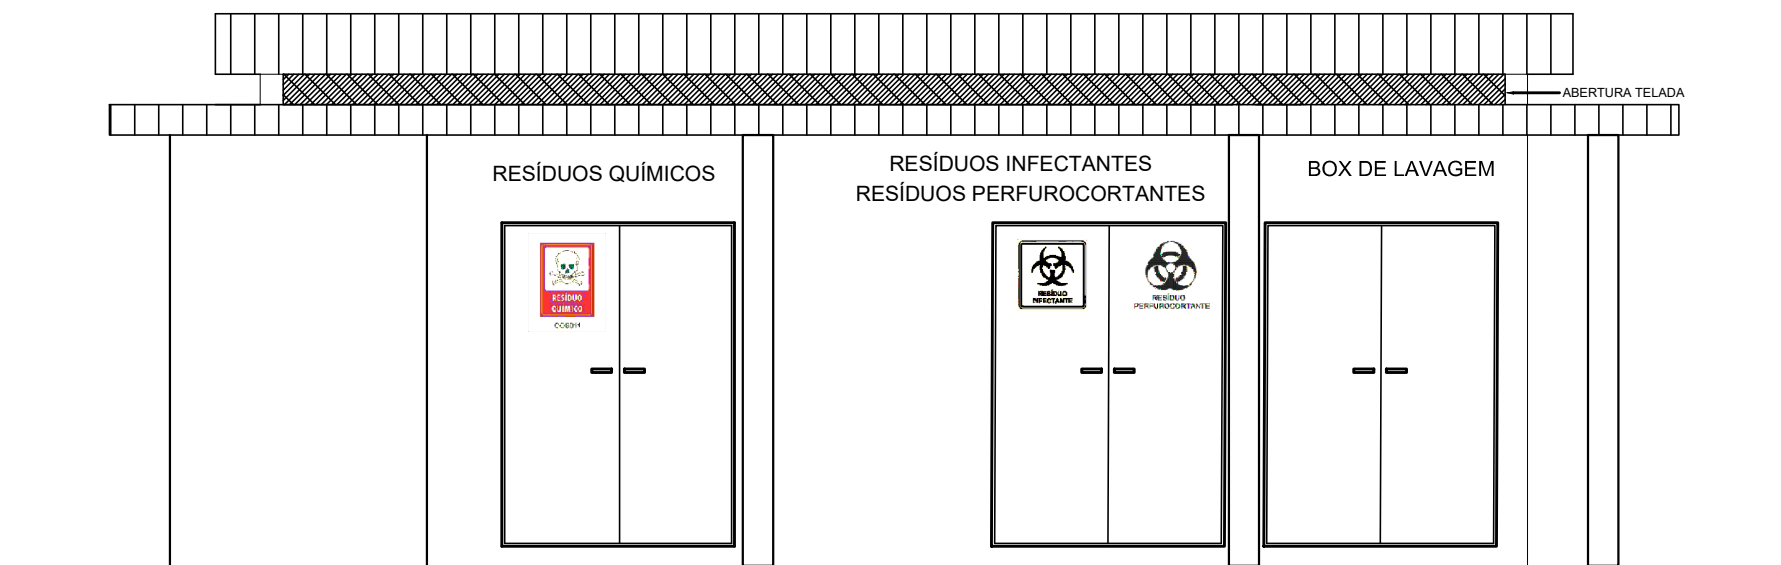 ABERTURA TELADA
RESÍDUOS QUÍMICOS
RESÍDUOS INFECTANTES
RESÍDUOS PERFUROCORTANTES
BOX DE LAVAGEM
RESÍDUO
QUÍMICO
RESÍDUO
INFECTANTE
RESÍDUO
PERFUROCORTANTE